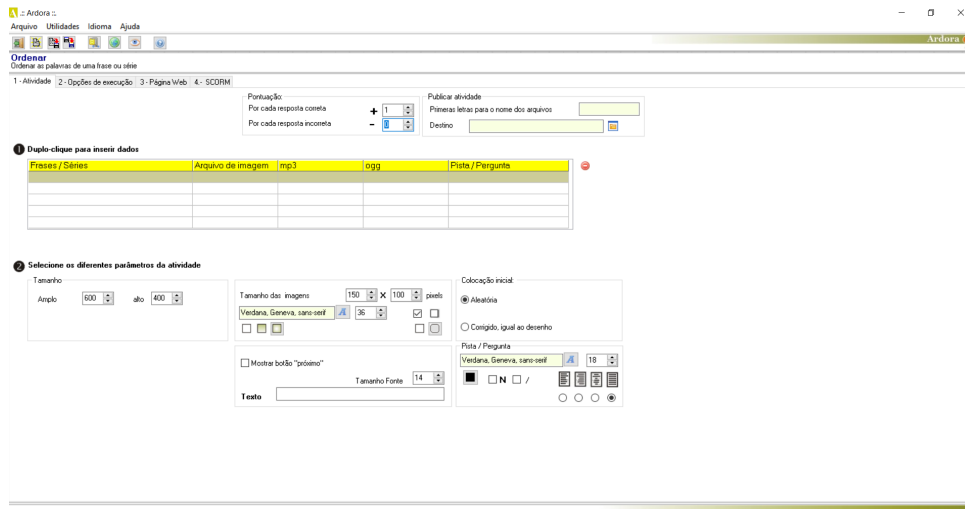 .: Ardora :.
Arquivo Utilidades Idioma Ajuda
Ardora
Ordenar
Ordenar as palavras de uma frase ou série
1 - Atividade 2 - Opções de execução 3 - Página Web 4.- SCORM
Pontuação:
Por cada resposta correta + 1
Por cada resposta incorreta - 0
Publicar atividade
Primeras letras para o nome dos arquivos
Destino
1 Duplo-clique para inserir dados
Frases / Séries Arquivo de imagem mp3 ogg Pista / Pergunta
2 Selecione os diferentes parâmetros da atividade
Tamanho
Amplo 600 alto 400
Tamanho das imagens 150 X 100 pixels
Verdana, Geneva, sans-serif A 36
Colocação inicial:
Aleatória
Corrigido, igual ao desenho
Mostrar botão "próximo"
Tamanho Fonte 14
Texto
Pista / Pergunta
Verdana, Geneva, sans-serif A 18
N /